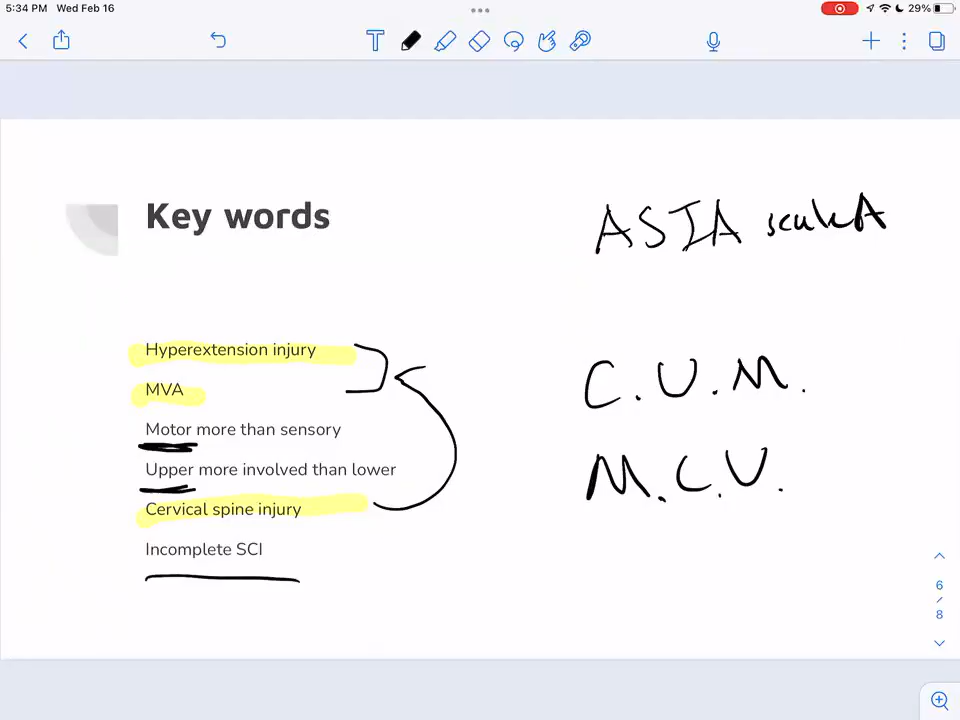 5:34 PM Wed Feb 16
29%
T
Key words
ASIA scale A
Hyperextension injury
MVA
Motor more than sensory
Upper more involved than lower
Cervical spine injury
Incomplete SCI
C.U.M.
M.C.U.
6
/
8